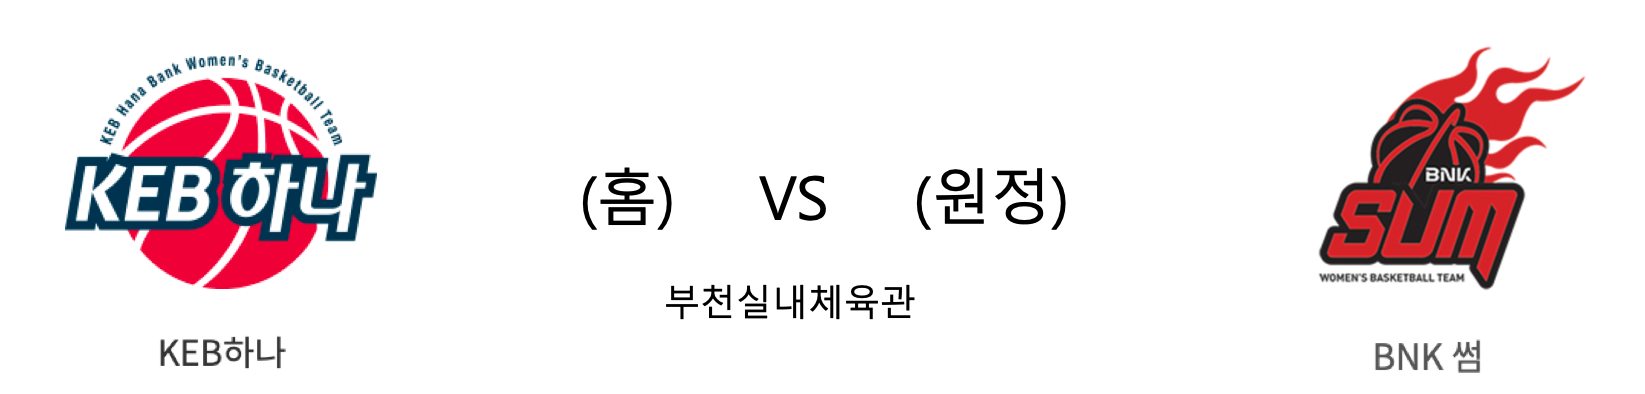 KEB Hana Bank Women's Basketball Team
KEB 하나
KEB하나
(홈) VS (원정)
부천실내체육관
BNK
SUM
WOMEN'S BASKETBALL TEAM
BNK 썸